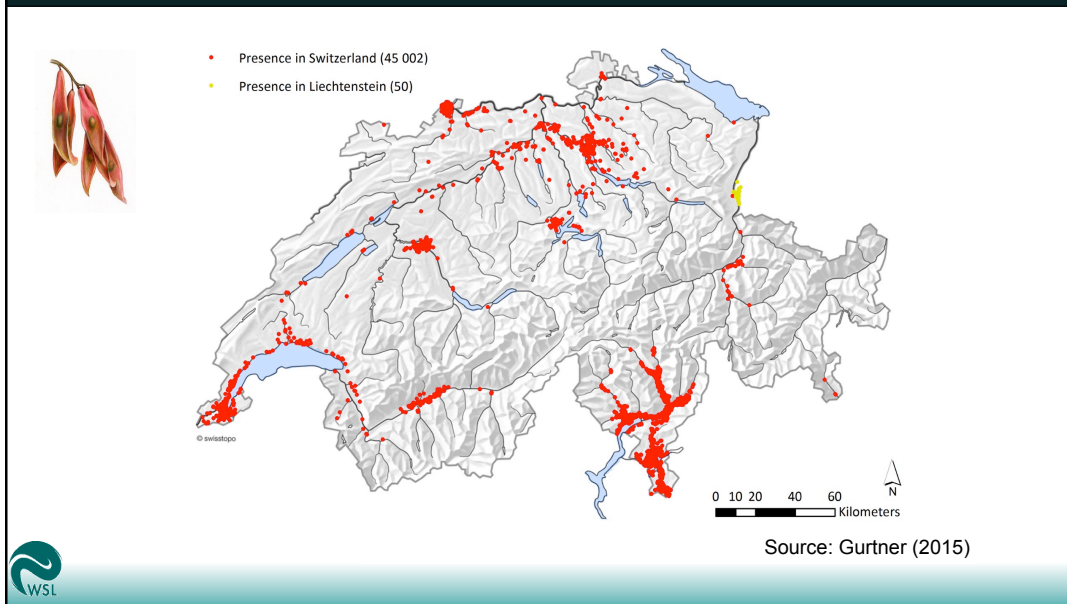 Presence in Switzerland (45 002)
Presence in Liechtenstein (50)
© swisstopo
N
0 10 20 40 60
Kilometers
Source: Gurtner (2015)
WSL